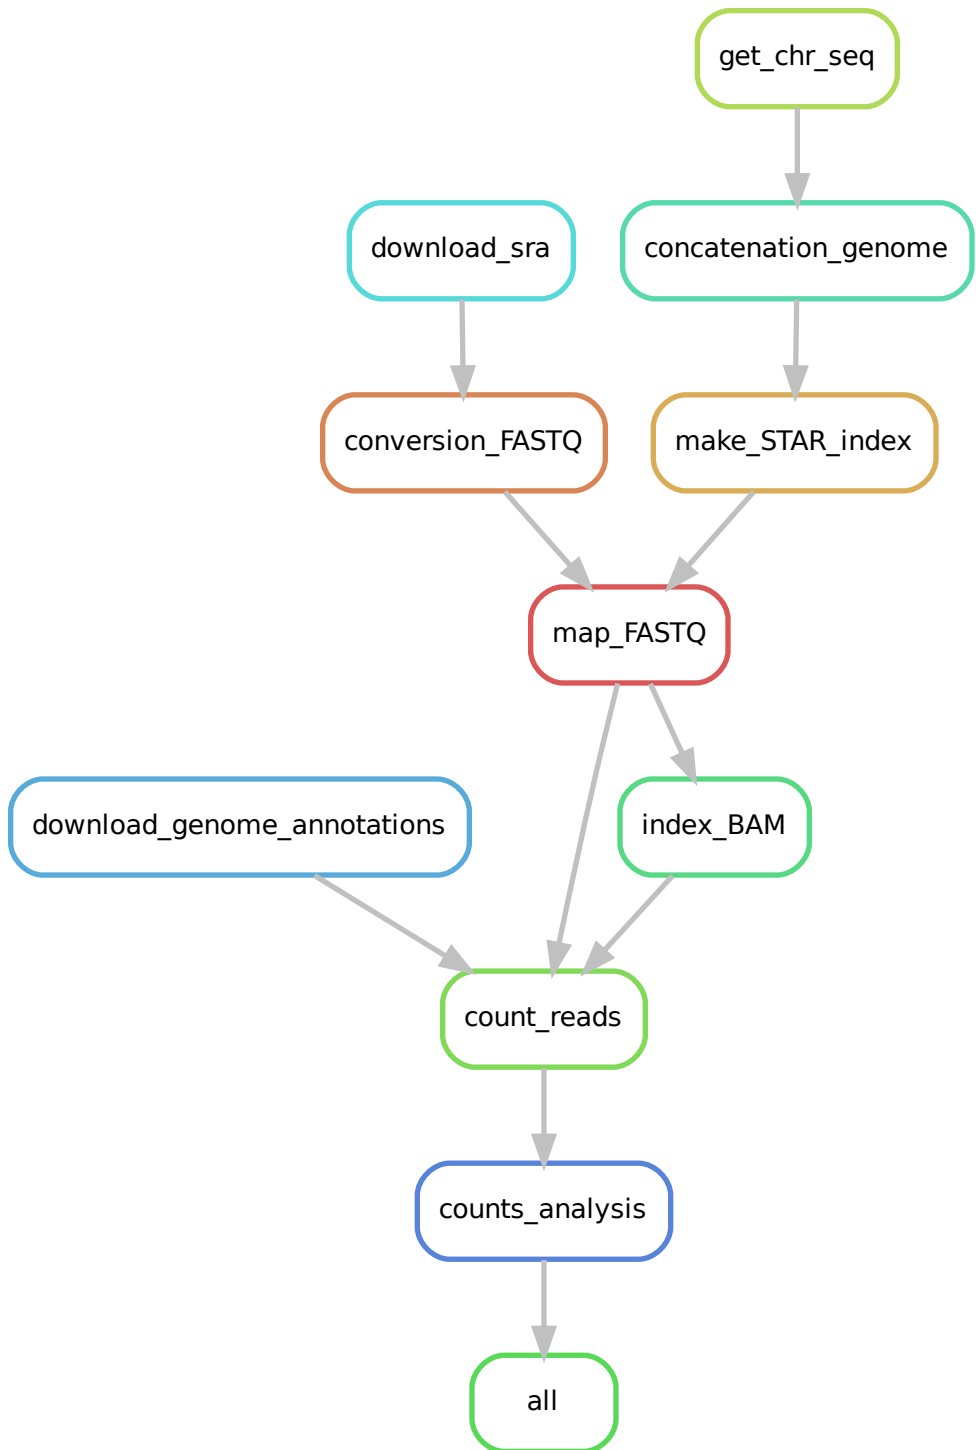 get_chr_seq
download_sra
concatenation_genome
conversion_FASTQ
make_STAR_index
map_FASTQ
download_genome_annotations
index_BAM
count_reads
counts_analysis
all